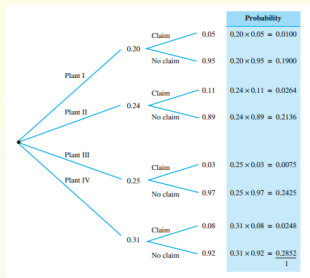 Probability
Claim 0.05 0.20 × 0.05 = 0.0100
0.20
No claim 0.95 0.20 × 0.95 = 0.1900
Plant I
Claim 0.11 0.24 × 0.11 = 0.0264
Plant II 0.24
No claim 0.89 0.24 × 0.89 = 0.2136
Plant III Claim 0.03 0.25 × 0.03 = 0.0075
Plant IV 0.25
No claim 0.97 0.25 × 0.97 = 0.2425
Claim 0.08 0.31 × 0.08 = 0.0248
0.31
No claim 0.92 0.31 × 0.92 = 0.2852
1